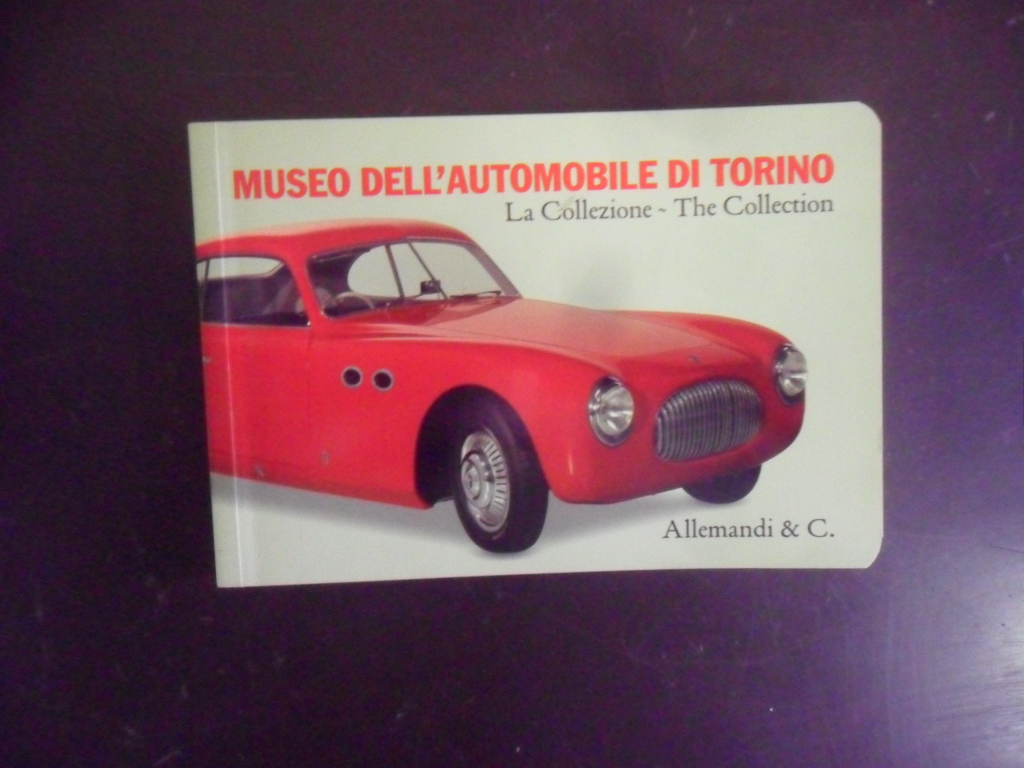 MUSEO DELL'AUTOMOBILE DI TORINO
La Collezione ~ The Collection
Allemandi & C.